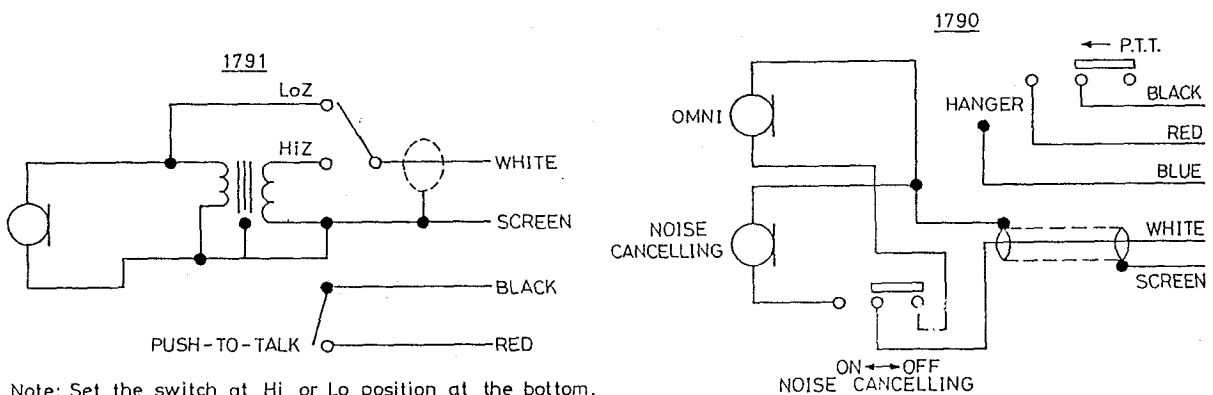 1791
LoZ
HiZ
WHITE
SCREEN
BLACK
PUSH-TO-TALK
RED
Note: Set the switch at Hi or Lo position at the bottom.
1790
P.T.T.
OMNI
HANGER
BLACK
RED
BLUE
NOISE
CANCELLING
WHITE
SCREEN
ON OFF
NOISE CANCELLING